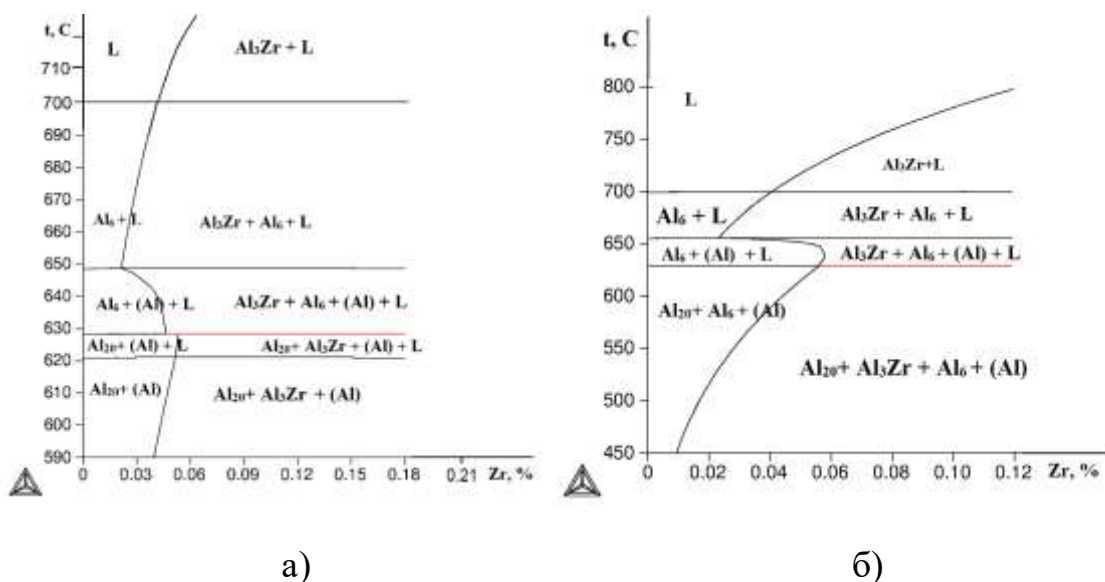 t, C
L
Al₃Zr + L
710
700
690
680
670
660
650
640
630
620
610
600
590
Al₆ + L
Al₃Zr + Al₆ + L
Al₆ + (Al) + L
Al₃Zr + Al₆ + (Al) + L
Al₂₀+ (Al) + L
Al₂₀+ Al₃Zr + (Al) + L
Al₂₀+ (Al)
Al₂₀+ Al₃Zr + (Al)
0 0.03 0.06 0.09 0.12 0.15 0.18 0.21 Zr, %
а)
t, C
800
750
700
650
600
550
500
450
L
Al₃Zr+L
Al₆ + L
Al₃Zr + Al₆ + L
Al₆ + (Al) + L
Al₃Zr + Al₆ + (Al) + L
Al₂₀+ Al₆ + (Al)
Al₂₀+ Al₃Zr + Al₆ + (Al)
0 0.02 0.04 0.06 0.08 0.10 0.12 Zr, %
б)